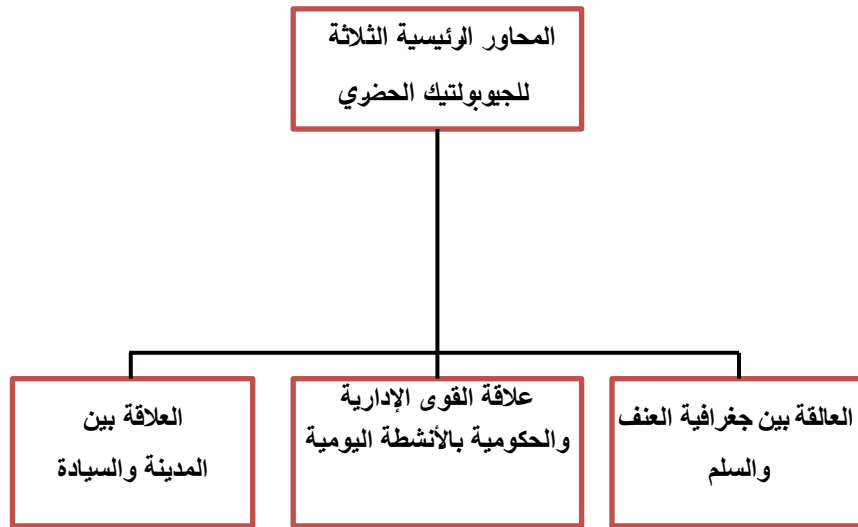 المحاور الرئيسية الثلاثة
للجيوبولتيك الحضري
العالقة بين جغرافية العنف
والسلم
علاقة القوى الإدارية
والحكومية بالأنشطة اليومية
العلاقة بين
المدينة والسيادة